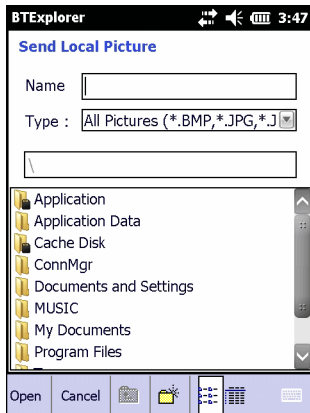 BTExplorer 3:47
Send Local Picture
Name
Type : All Pictures (*.BMP,*.JPG,*.J
\
Application
Application Data
Cache Disk
ConnMgr
Documents and Settings
MUSIC
My Documents
Program Files
Open Cancel